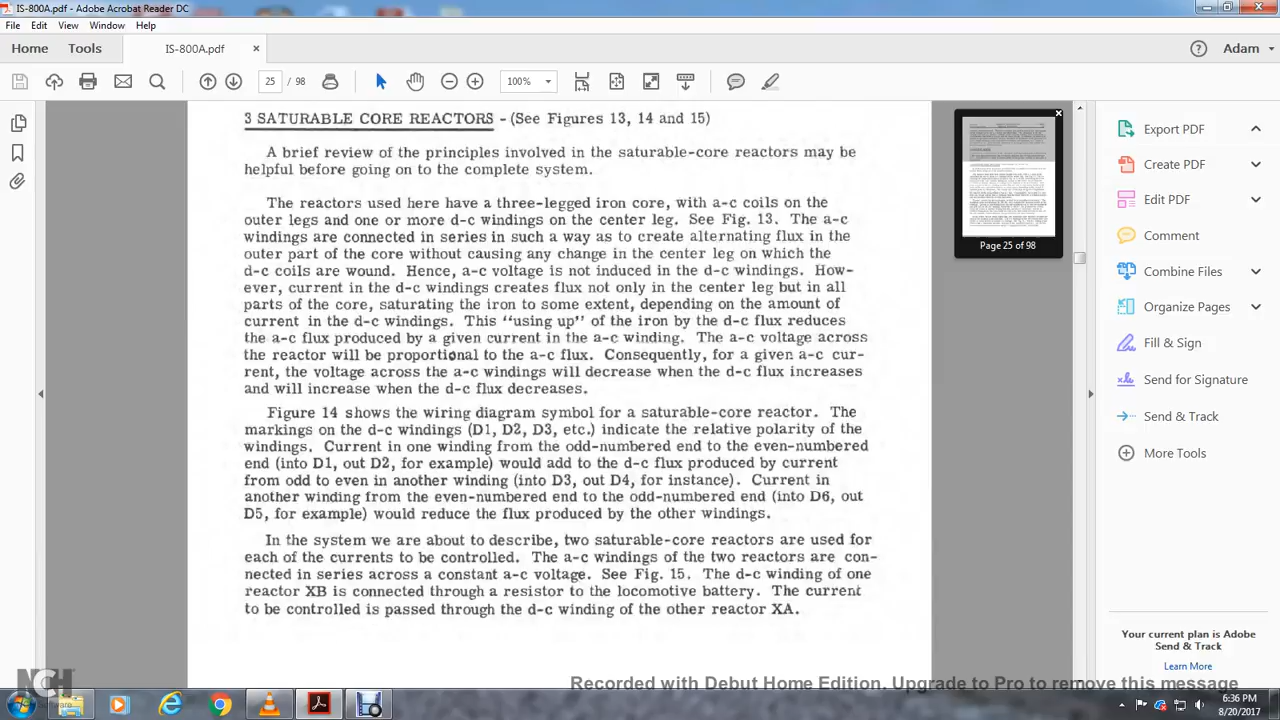 IS-800A.pdf - Adobe Acrobat Reader DC
File Edit View Window Help
Home Tools IS-800A.pdf × Adam
25 / 98 100%
3 SATURABLE CORE REACTORS - (See Figures 13, 14 and 15)
A brief review of the principles involved in the saturable-core reactors may be
helpful before going on to the complete system.
The reactors used here have a three-legged iron core, with a-c coils on the
outer legs and one or more d-c windings on the center leg. See Fig. 13. The a-c
windings are connected in series in such a way as to create alternating flux in the
outer part of the core without causing any change in the center leg on which the
d-c coils are wound. Hence, a-c voltage is not induced in the d-c windings. How-
ever, current in the d-c windings creates flux not only in the center leg but in all
parts of the core, saturating the iron to some extent, depending on the amount of
current in the d-c windings. This "using up" of the iron by the d-c flux reduces
the a-c flux produced by a given current in the a-c winding. The a-c voltage across
the reactor will be proportional to the a-c flux. Consequently, for a given a-c cur-
rent, the voltage across the a-c windings will decrease when the d-c flux increases
and will increase when the d-c flux decreases.
Figure 14 shows the wiring diagram symbol for a saturable-core reactor. The
markings on the d-c windings (D1, D2, D3, etc.) indicate the relative polarity of the
windings. Current in one winding from the odd-numbered end to the even-numbered
end (into D1, out D2, for example) would add to the d-c flux produced by current
from odd to even in another winding (into D3, out D4, for instance). Current in
another winding from the even-numbered end to the odd-numbered end (into D6, out
D5, for example) would reduce the flux produced by the other windings.
In the system we are about to describe, two saturable-core reactors are used for
each of the currents to be controlled. The a-c windings of the two reactors are con-
nected in series across a constant a-c voltage. See Fig. 15. The d-c winding of one
reactor XB is connected through a resistor to the locomotive battery. The current
to be controlled is passed through the d-c winding of the other reactor XA.
Page 25 of 98
Export PDF
Create PDF
Edit PDF
Comment
Combine Files
Organize Pages
Fill & Sign
Send for Signature
Send & Track
More Tools
Your current plan is Adobe
Send & Track
Learn More
NCH
Software
Recorded with Debut Home Edition. Upgrade to Pro to remove this message
6:36 PM
8/20/2017